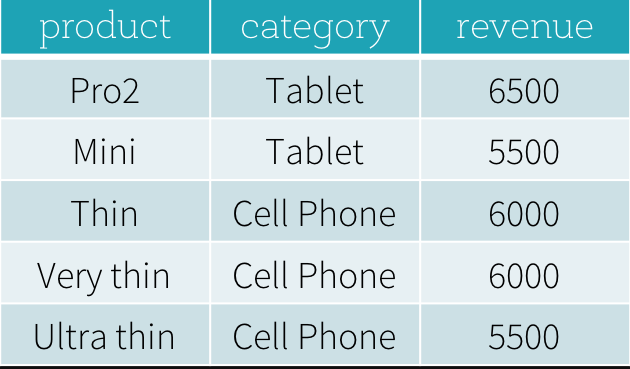 product category revenue
Pro2 Tablet 6500
Mini Tablet 5500
Thin Cell Phone 6000
Very thin Cell Phone 6000
Ultra thin Cell Phone 5500